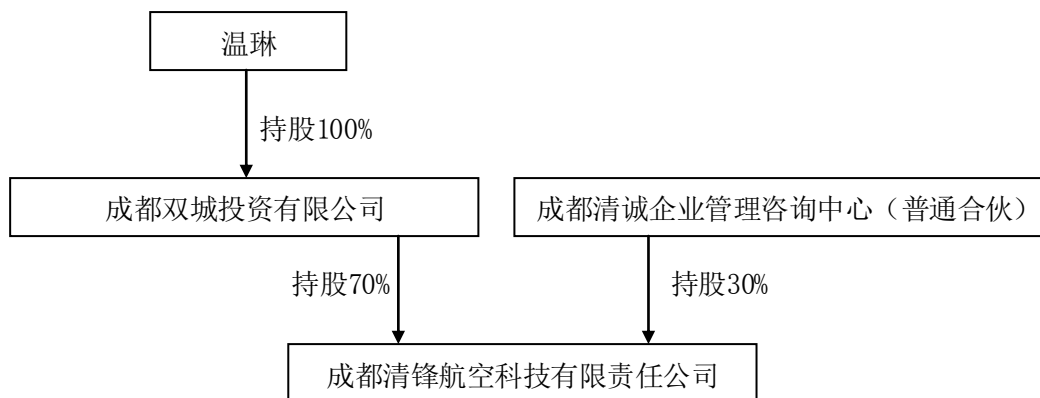 温琳
持股100%
成都双城投资有限公司
成都清诚企业管理咨询中心（普通合伙）
持股70%
持股30%
成都清锋航空科技有限责任公司